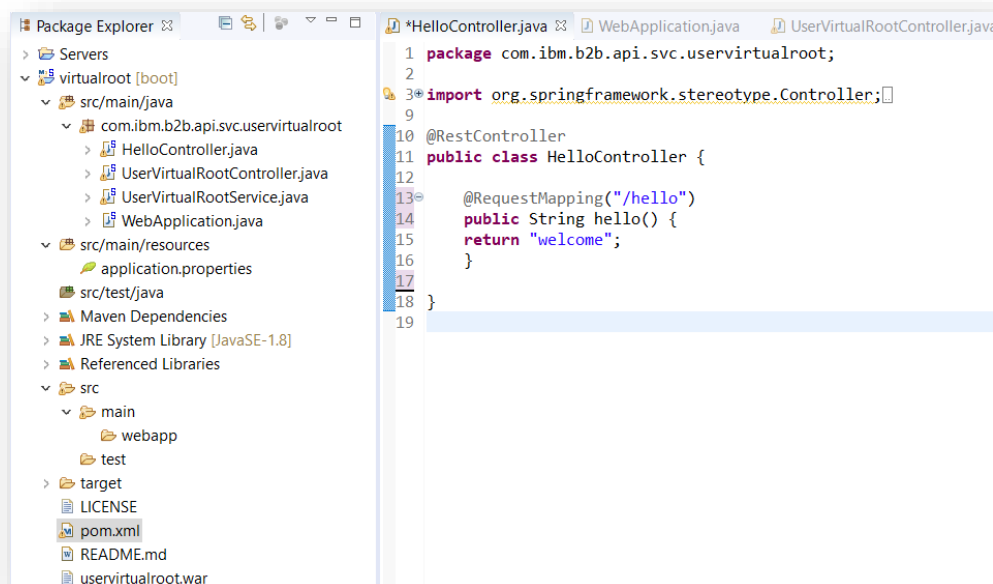 Package Explorer
Servers
virtualroot [boot]
src/main/java
com.ibm.b2b.api.svc.uservirtualroot
HelloController.java
UserVirtualRootController.java
UserVirtualRootService.java
WebApplication.java
src/main/resources
application.properties
src/test/java
Maven Dependencies
JRE System Library [JavaSE-1.8]
Referenced Libraries
src
main
webapp
test
target
LICENSE
pom.xml
README.md
uservirtualroot.war
*HelloController.java WebApplication.java UserVirtualRootController.java
1 package com.ibm.b2b.api.svc.uservirtualroot;
2
3 import org.springframework.stereotype.Controller;
9
10 @RestController
11 public class HelloController {
12
13 @RequestMapping("/hello")
14 public String hello() {
15 return "welcome";
16 }
17
18 }
19